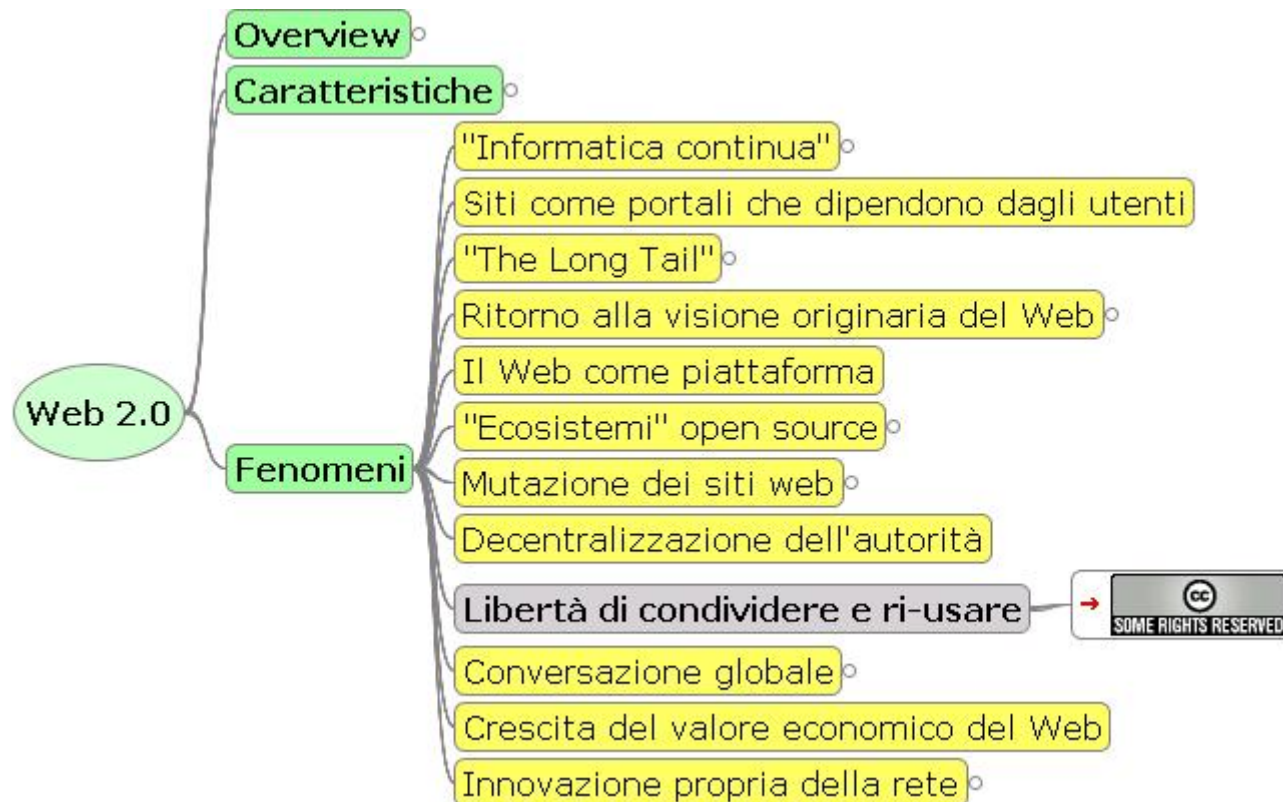 Overview
Caratteristiche
"Informatica continua"
Siti come portali che dipendono dagli utenti
"The Long Tail"
Ritorno alla visione originaria del Web
Il Web come piattaforma
Web 2.0
"Ecosistemi" open source
Fenomeni
Mutazione dei siti web
Decentralizzazione dell'autorità
Libertà di condividere e ri-usare
cc
SOME RIGHTS RESERVED
Conversazione globale
Crescita del valore economico del Web
Innovazione propria della rete